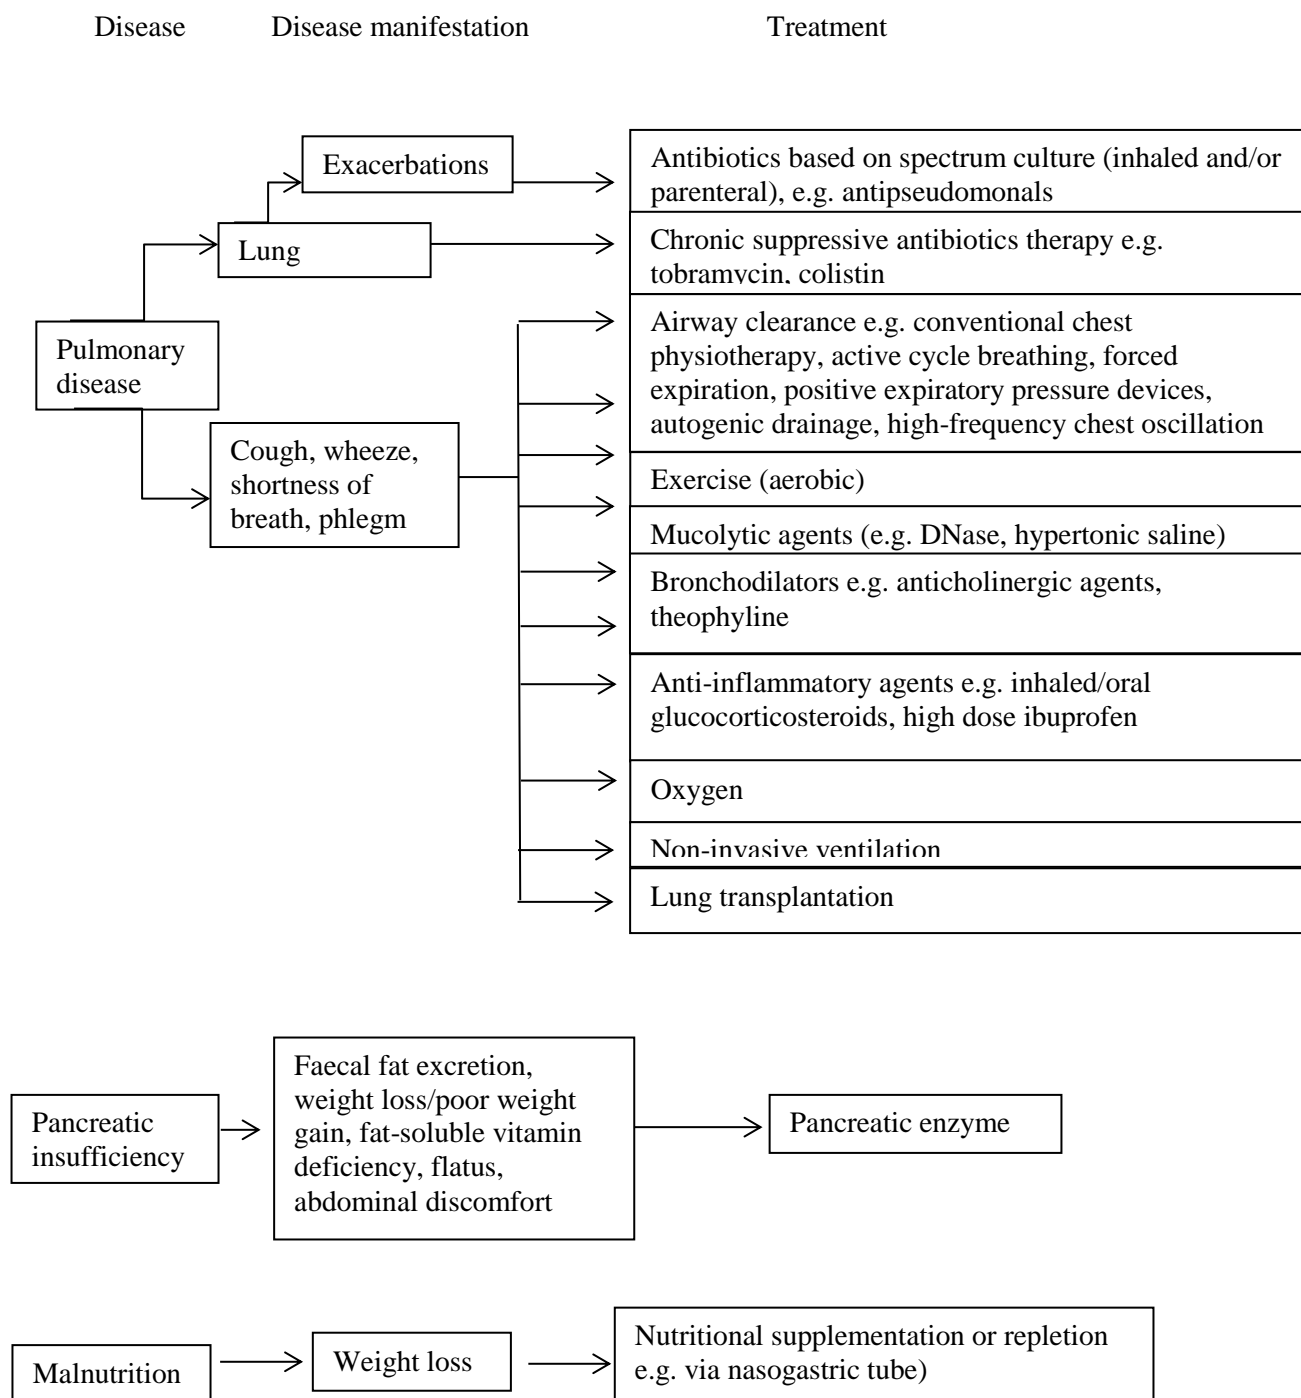 Disease Disease manifestation Treatment
Exacerbations
Antibiotics based on spectrum culture (inhaled and/or
parenteral), e.g. antipseudomonals
Lung
Chronic suppressive antibiotics therapy e.g.
tobramycin, colistin
Pulmonary
disease
Airway clearance e.g. conventional chest
physiotherapy, active cycle breathing, forced
expiration, positive expiratory pressure devices,
autogenic drainage, high-frequency chest oscillation
Cough, wheeze,
shortness of
breath, phlegm
Exercise (aerobic)
Mucolytic agents (e.g. DNase, hypertonic saline)
Bronchodilators e.g. anticholinergic agents,
theophyline
Anti-inflammatory agents e.g. inhaled/oral
glucocorticosteroids, high dose ibuprofen
Oxygen
Non-invasive ventilation
Lung transplantation
Pancreatic
insufficiency
Faecal fat excretion,
weight loss/poor weight
gain, fat-soluble vitamin
deficiency, flatus,
abdominal discomfort
Pancreatic enzyme
Malnutrition
Weight loss
Nutritional supplementation or repletion
e.g. via nasogastric tube)